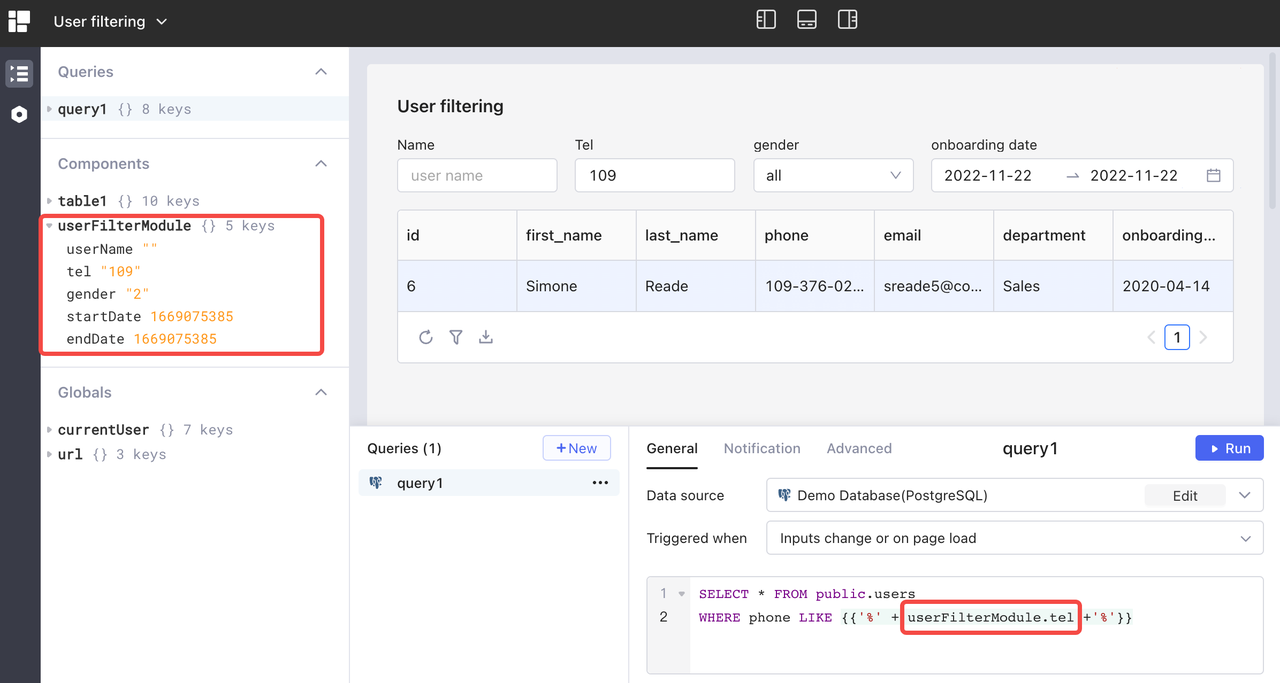 User filtering
Queries
query1 {} 8 keys
Components
table1 {} 10 keys
userFilterModule {} 5 keys
userName ""
tel "109"
gender "2"
startDate 1669075385
endDate 1669075385
Globals
currentUser {} 7 keys
url {} 3 keys
User filtering
Name Tel gender onboarding date
user name 109 all 2022-11-22 → 2022-11-22
id first_name last_name phone email department onboarding...
6 Simone Reade 109-376-02... sreade5@co... Sales 2020-04-14
1
Queries (1) +New
query1 •••
General Notification Advanced query1 Run
Data source Demo Database(PostgreSQL) Edit
Triggered when Inputs change or on page load
1 SELECT * FROM public.users
2 WHERE phone LIKE {{'%' + userFilterModule.tel +'%'}}